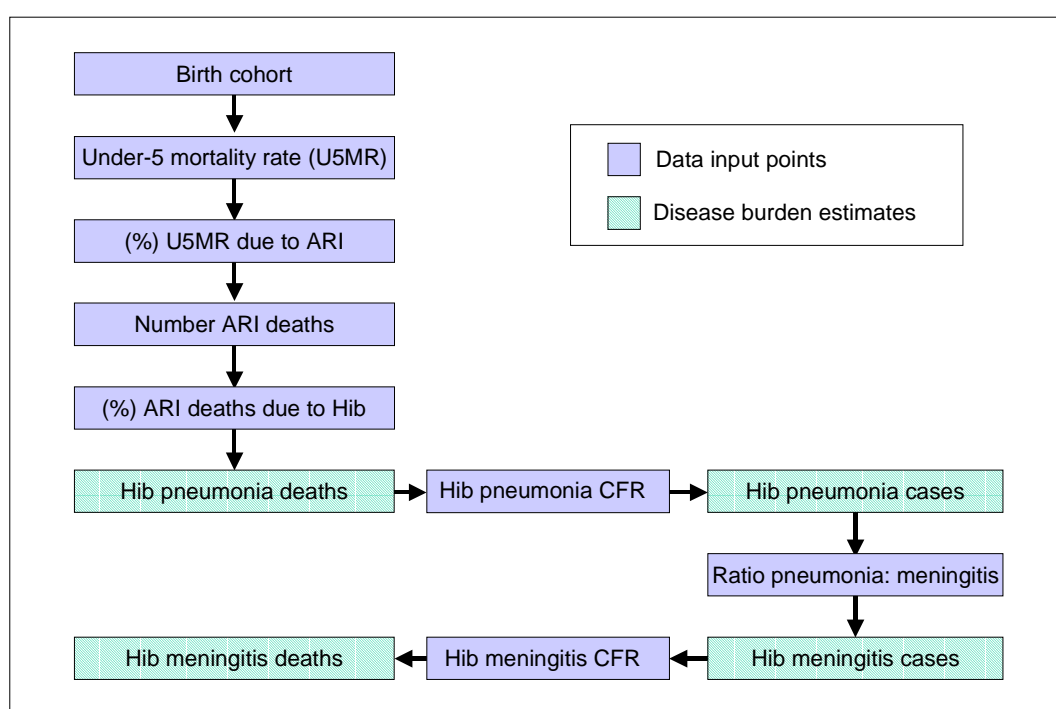 Birth cohort
Under-5 mortality rate (U5MR)
(%) U5MR due to ARI
Number ARI deaths
(%) ARI deaths due to Hib
Data input points
Disease burden estimates
Hib pneumonia deaths
Hib pneumonia CFR
Hib pneumonia cases
Ratio pneumonia: meningitis
Hib meningitis deaths
Hib meningitis CFR
Hib meningitis cases